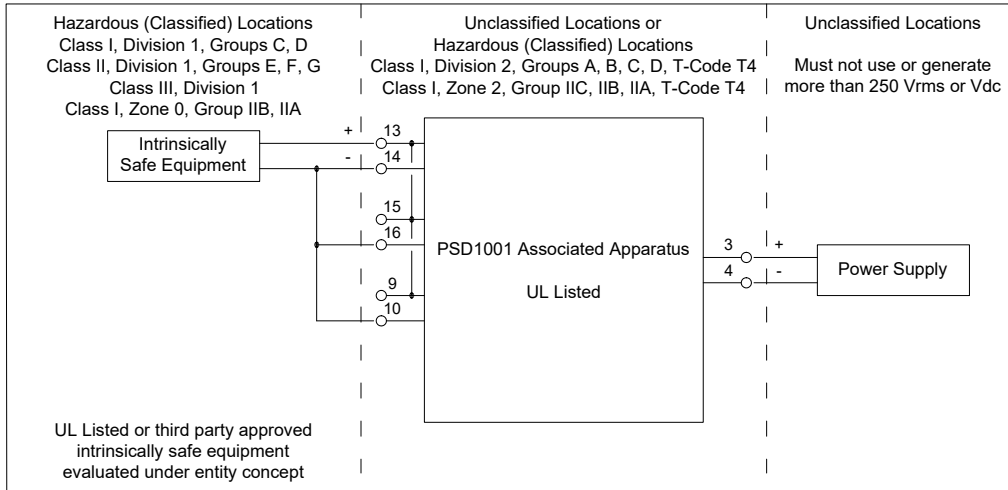 Hazardous (Classified) Locations
Class I, Division 1, Groups C, D
Class II, Division 1, Groups E, F, G
Class III, Division 1
Class I, Zone 0, Group IIB, IIA
Unclassified Locations or
Hazardous (Classified) Locations
Class I, Division 2, Groups A, B, C, D, T-Code T4
Class I, Zone 2, Group IIC, IIB, IIA, T-Code T4
Unclassified Locations
Must not use or generate
more than 250 Vrms or Vdc
Intrinsically
Safe Equipment
+
-
13
14
15
16
9
10
PSD1001 Associated Apparatus
UL Listed
3
4
+
-
Power Supply
UL Listed or third party approved
intrinsically safe equipment
evaluated under entity concept